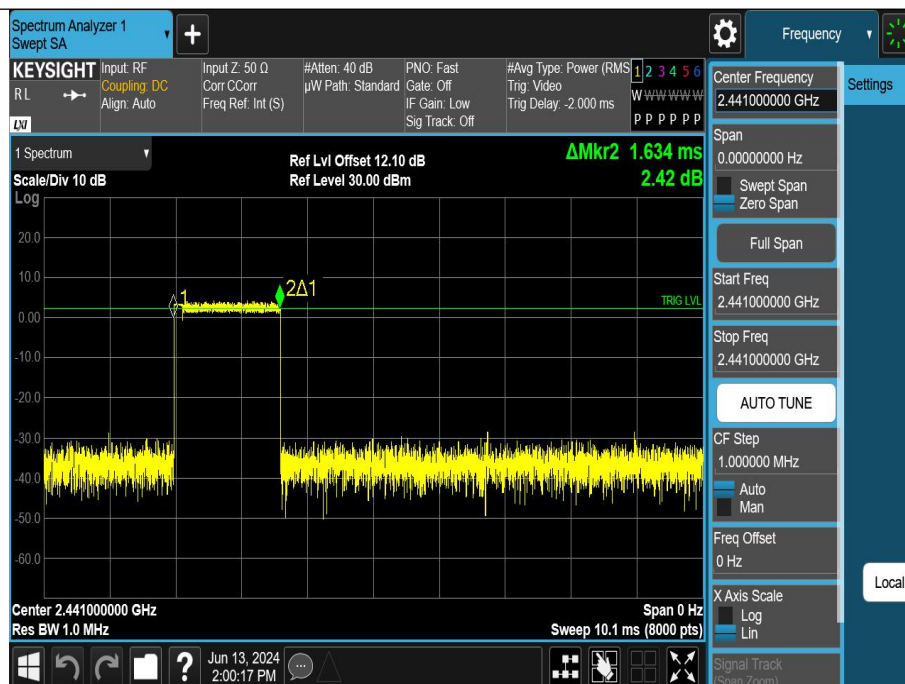 Spectrum Analyzer 1
Swept SA
+
Frequency
KEYSIGHT
R L
LXI
Input: RF
Coupling: DC
Align: Auto
Input Z: 50 Ω
Corr CCorr
Freq Ref: Int (S)
#Atten: 40 dB
µW Path: Standard
PNO: Fast
Gate: Off
IF Gain: Low
Sig Track: Off
#Avg Type: Power (RMS
Trig: Video
Trig Delay: -2.000 ms
1 2 3 4 5 6
W W W W W W
P P P P P P
1 Spectrum
Scale/Div 10 dB
Log
Ref Lvl Offset 12.10 dB
Ref Level 30.00 dBm
ΔMkr2 1.634 ms
2.42 dB
20.0
10.0
0.00
-10.0
-20.0
-30.0
-40.0
-50.0
-60.0
1
2Δ1
TRIG LVL
Center 2.441000000 GHz
Res BW 1.0 MHz
Span 0 Hz
Sweep 10.1 ms (8000 pts)
Jun 13, 2024
2:00:17 PM
?
Center Frequency
2.441000000 GHz
Span
0.00000000 Hz
Swept Span
Zero Span
Full Span
Start Freq
2.441000000 GHz
Stop Freq
2.441000000 GHz
AUTO TUNE
CF Step
1.000000 MHz
Auto
Man
Freq Offset
0 Hz
X Axis Scale
Log
Lin
Signal Track
(Span Zoom)
Settings
Local